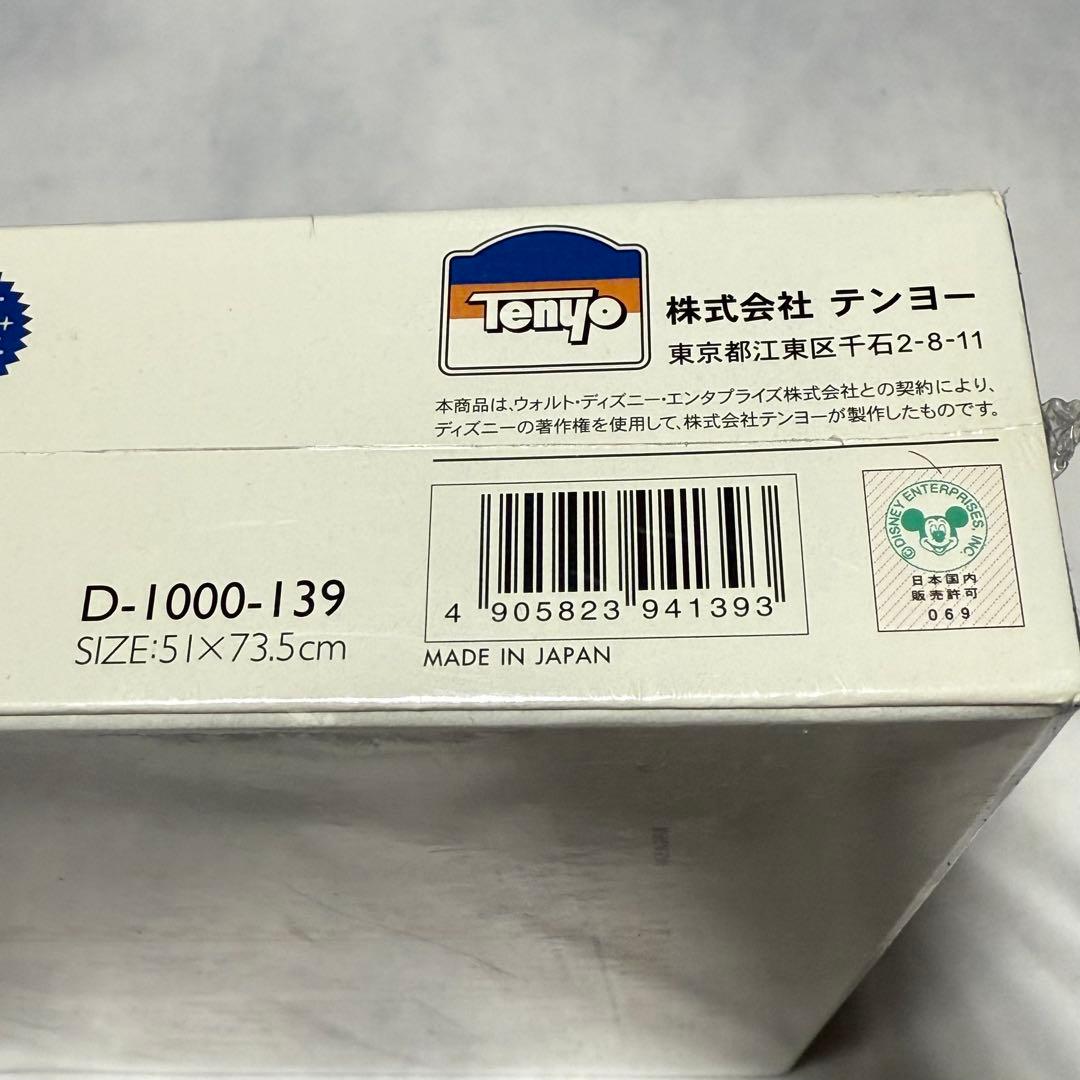 Tenyo
株式会社 テンヨー
東京都江東区千石2-8-11
本商品は、ウォルト・ディズニー・エンタプライズ株式会社との契約により、
ディズニーの著作権を使用して、株式会社テンヨーが製作したものです。
D-1000-139
SIZE:51×73.5cm
4 905823 941393
MADE IN JAPAN
©DISNEY ENTERPRISES, INC.
日本国内
販売許可
069